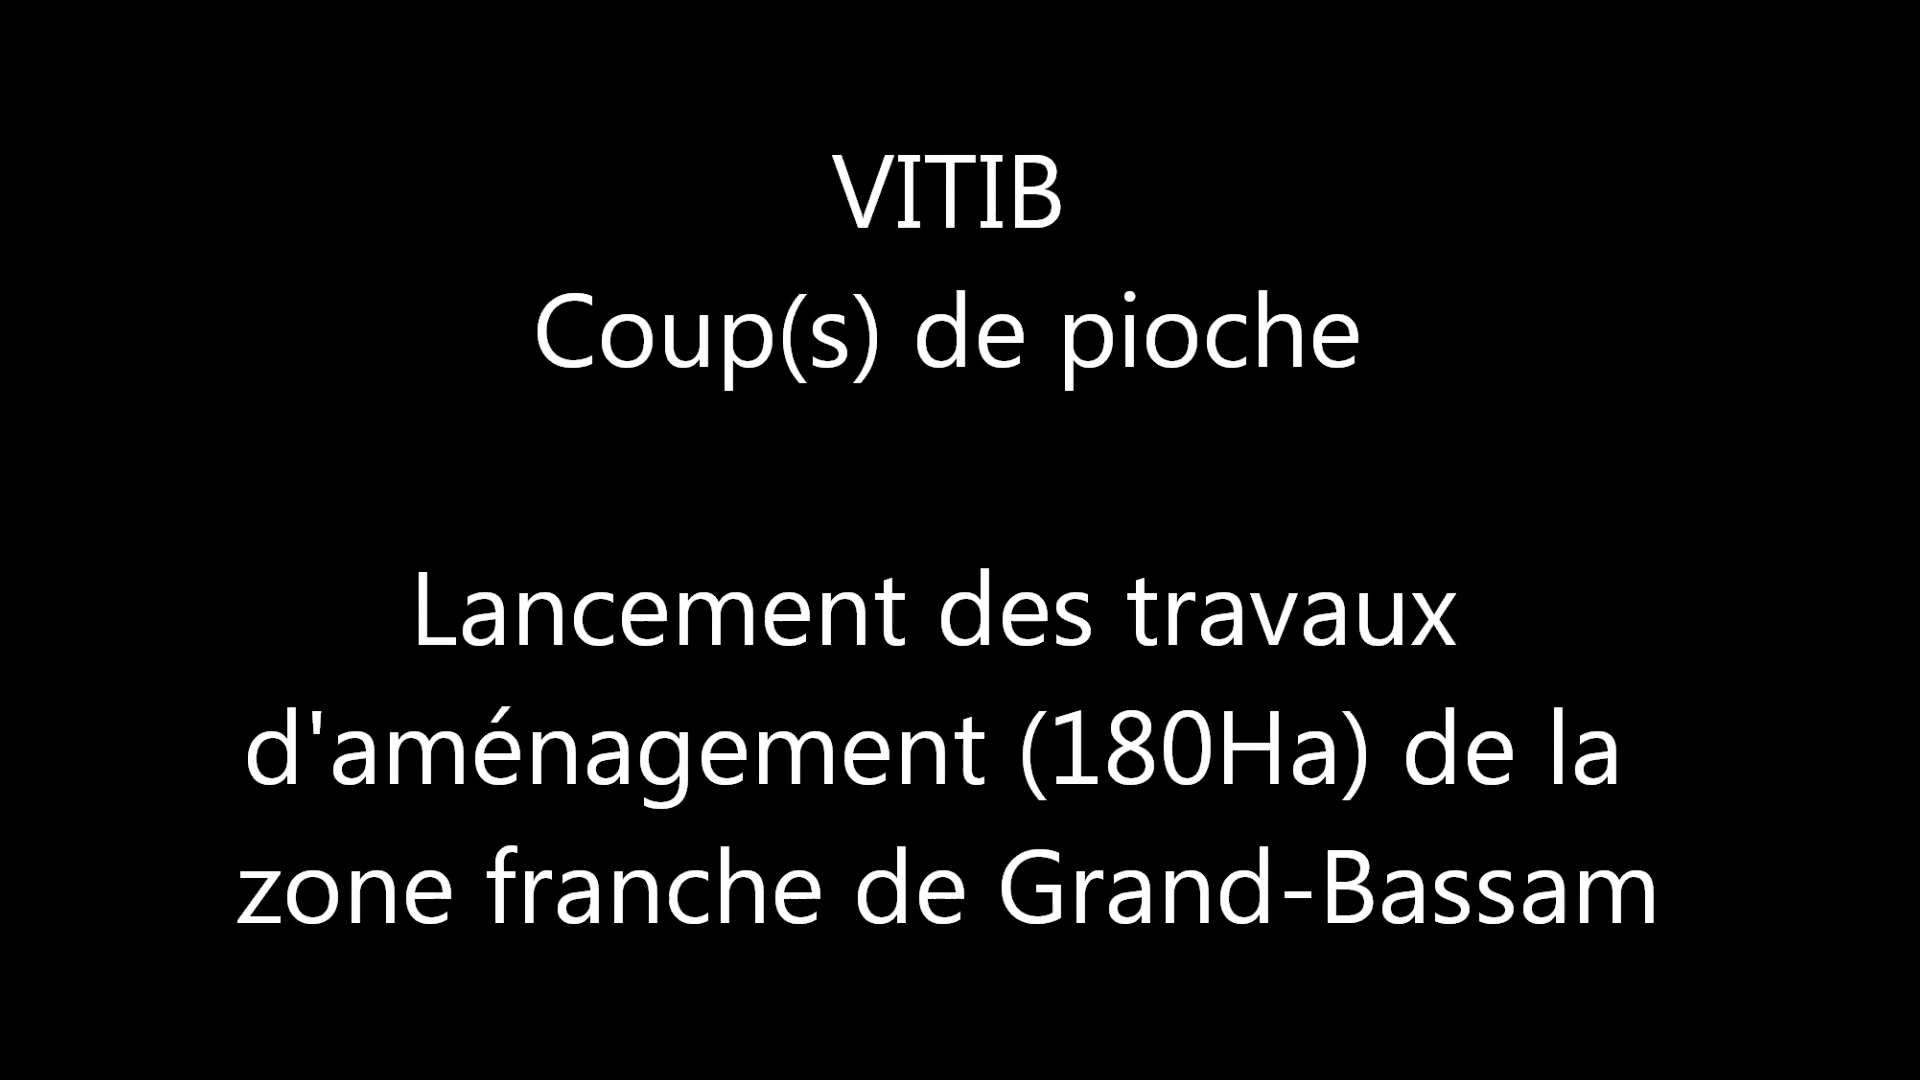 VITIB
Coup(s) de pioche
Lancement des travaux
d'aménagement (180Ha) de la
zone franche de Grand-Bassam